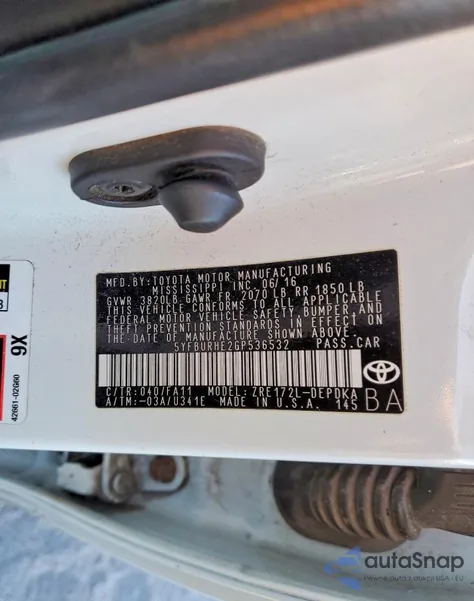 MFD. BY: TOYOTA MOTOR MANUFACTURING
MISSISSIPPI INC. 06/16
GVWR 3820LB GAWR FR. 2070 LB RR 1850 LB
THIS VEHICLE CONFORMS TO ALL APPLICABLE
FEDERAL MOTOR VEHICLE SAFETY, BUMPER, AND
THEFT PREVENTION STANDARDS IN EFFECT ON
THE DATE OF MANUFACTURE SHOWN ABOVE.
5YFBURHE2GP536532 PASS. CAR
C/TR: 040/FA11 MODEL: ZRE172L-DEPDKA
A/TM: -03A/U341E MADE IN U.S.A. 145
BA
9X
42661-02G60
autoSnap